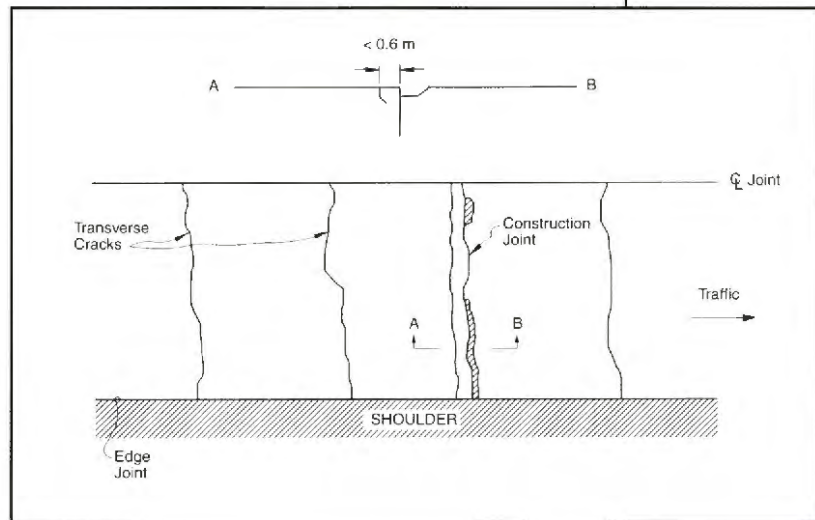 < 0.6 m
A
B
℄ Joint
Transverse
Cracks
Construction
Joint
Traffic
A
B
SHOULDER
Edge
Joint